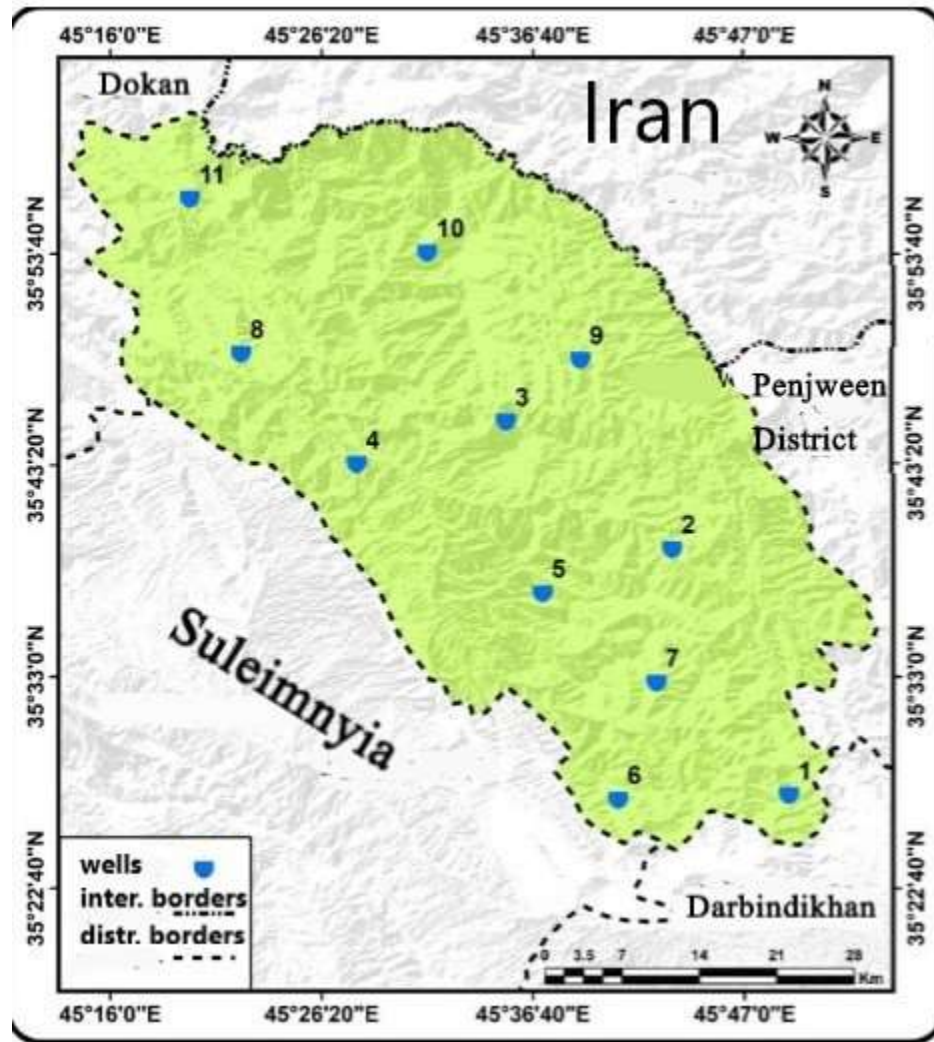 45°16'0"E 45°26'20"E 45°36'40"E 45°47'0"E
Dokan
Iran
N
W E
S
11
10
35°53'40"N 35°53'40"N
8
9
Penjween
District
3
4
35°43'20"N 35°43'20"N
2
5
Suleimnyia
7
35°33'0"N 35°33'0"N
6
1
wells
inter. borders
distr. borders
35°22'40"N 35°22'40"N
Darbindikhan
0 3.5 7 14 21 28
Km
45°16'0"E 45°26'20"E 45°36'40"E 45°47'0"E